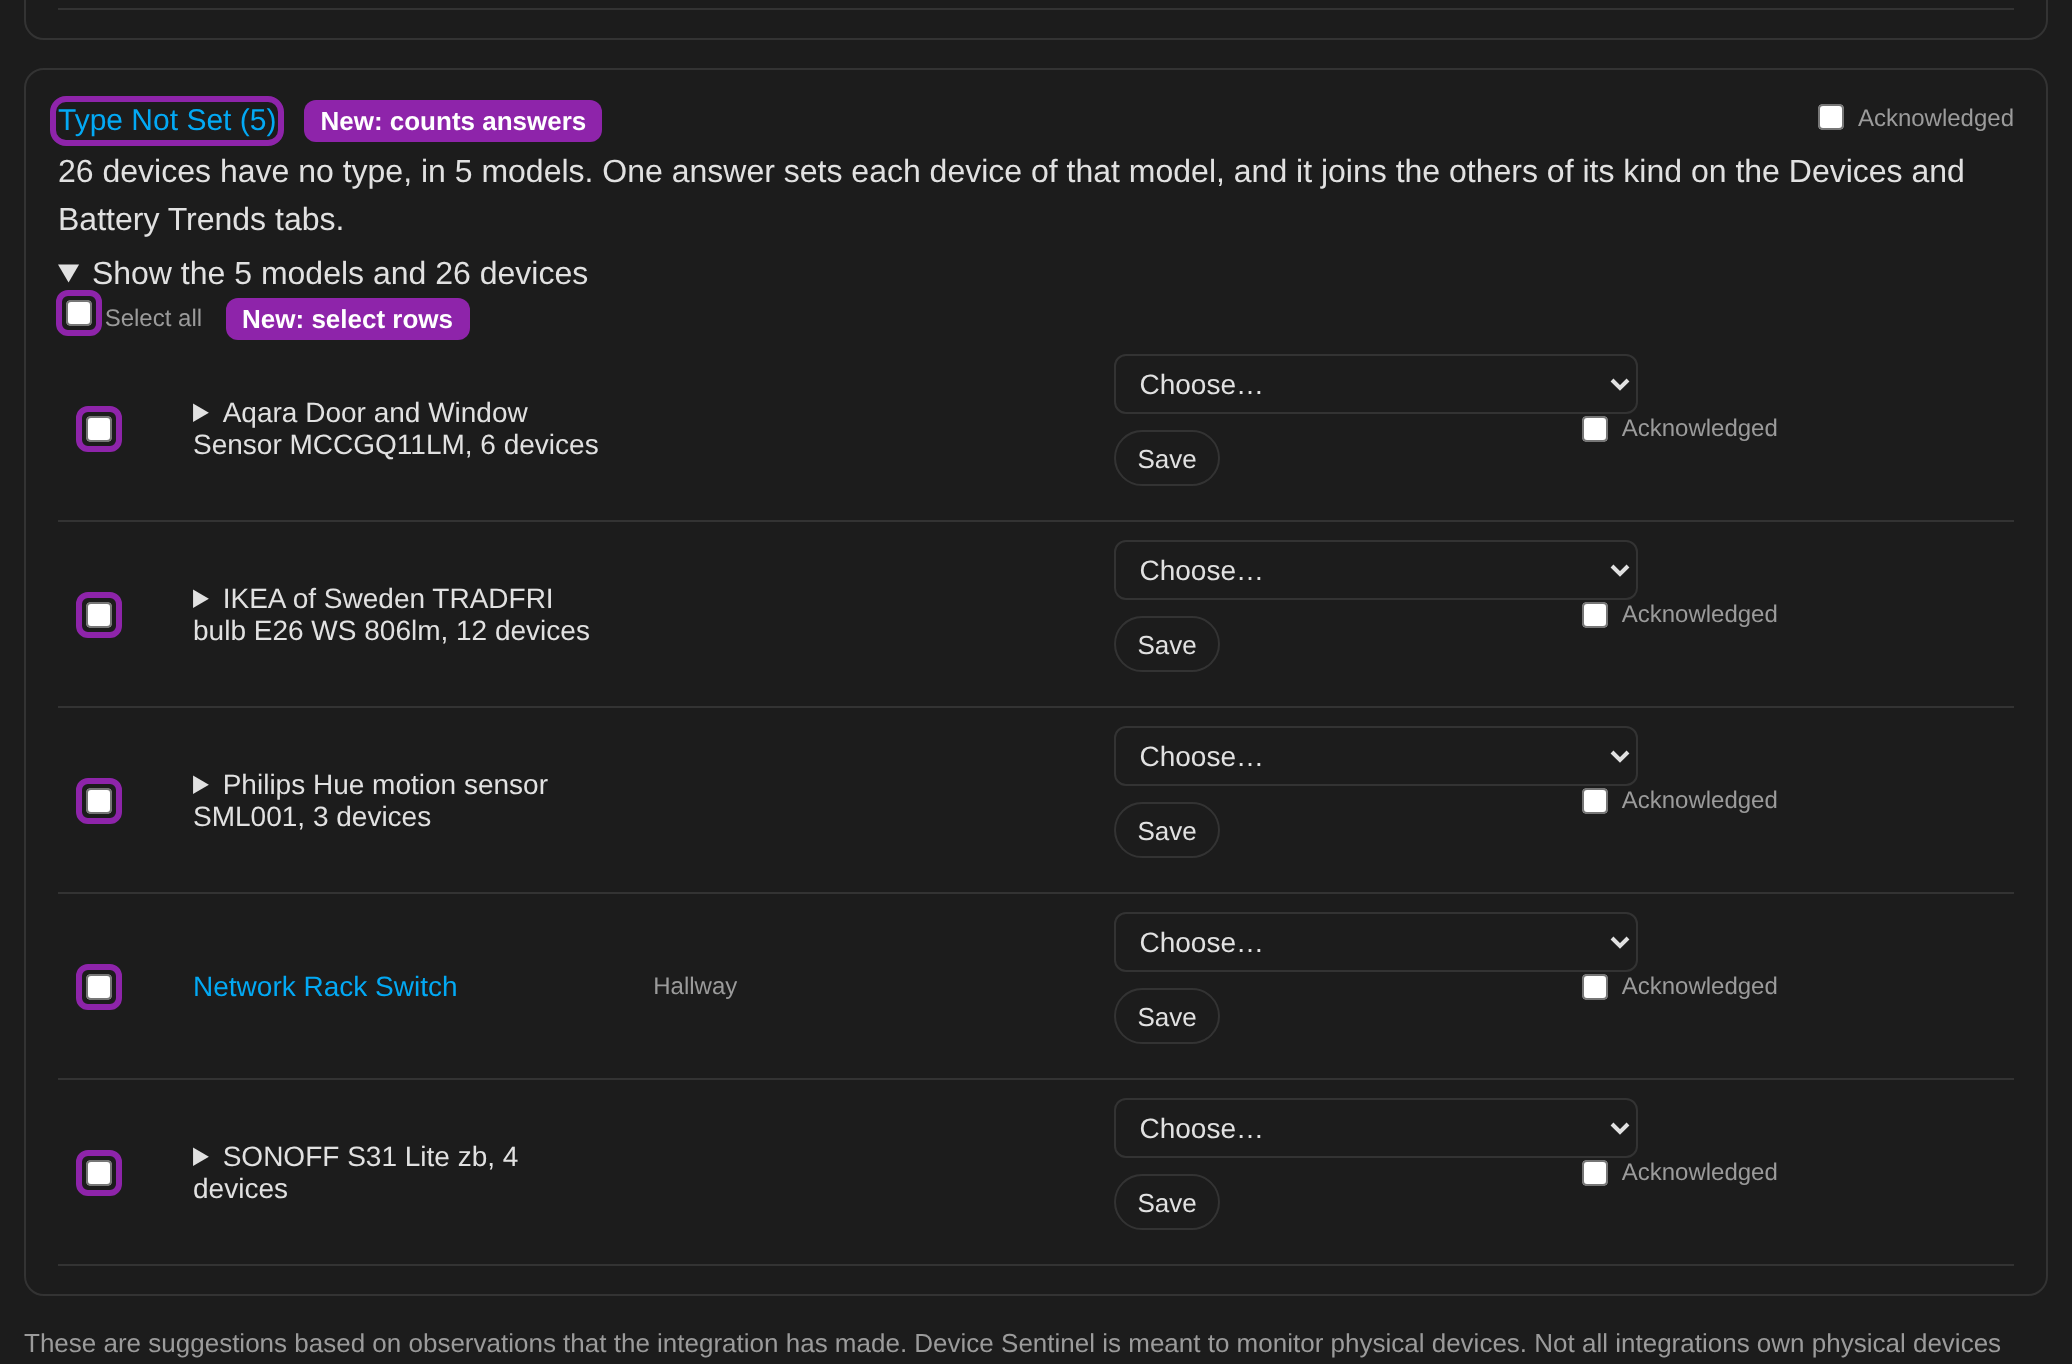 Type Not Set (5)
New: counts answers
Acknowledged
26 devices have no type, in 5 models. One answer sets each device of that model, and it joins the others of its kind on the Devices and
Battery Trends tabs.
Show the 5 models and 26 devices
Select all
New: select rows
Aqara Door and Window
Sensor MCCGQ11LM, 6 devices
Choose…
Save
Acknowledged
IKEA of Sweden TRADFRI
bulb E26 WS 806lm, 12 devices
Choose…
Save
Acknowledged
Philips Hue motion sensor
SML001, 3 devices
Choose…
Save
Acknowledged
Network Rack Switch
Hallway
Choose…
Save
Acknowledged
SONOFF S31 Lite zb, 4
devices
Choose…
Save
Acknowledged
These are suggestions based on observations that the integration has made. Device Sentinel is meant to monitor physical devices. Not all integrations own physical devices